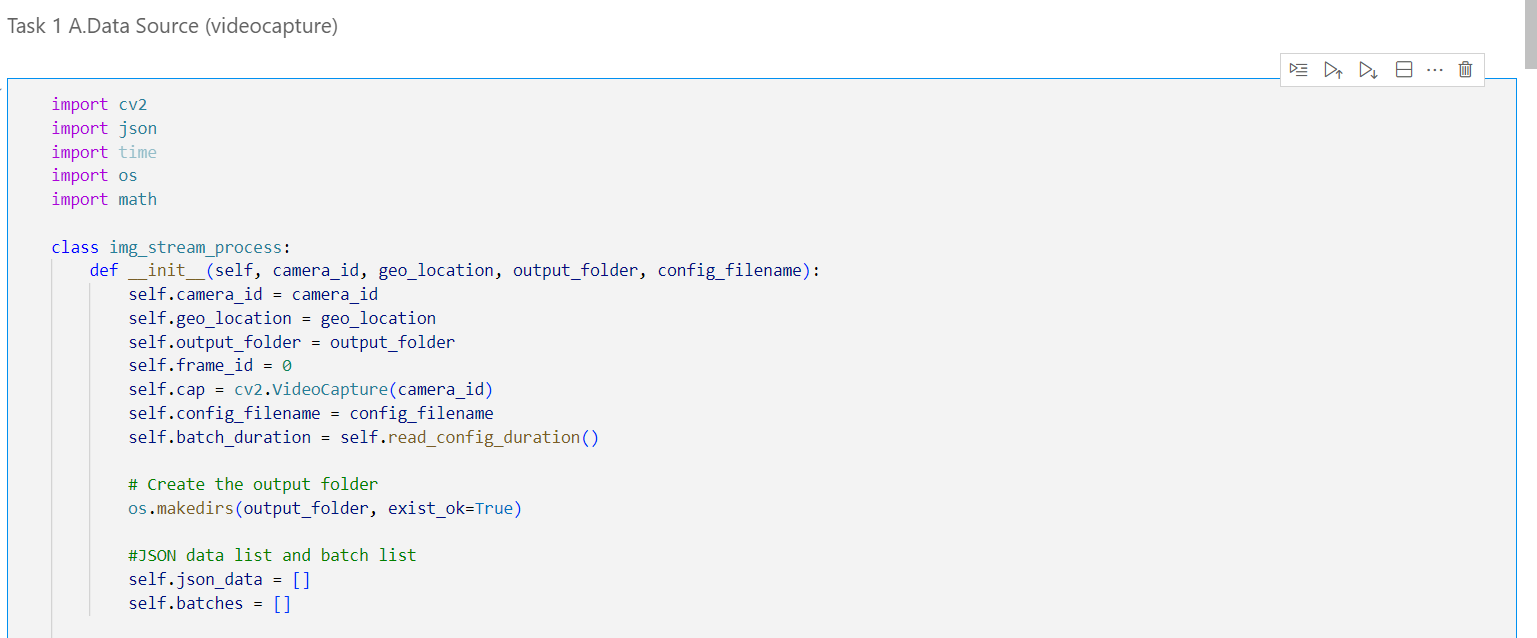 Task 1 A.Data Source (videocapture)
import cv2
import json
import time
import os
import math
class img_stream_process:
def __init__(self, camera_id, geo_location, output_folder, config_filename):
self.camera_id = camera_id
self.geo_location = geo_location
self.output_folder = output_folder
self.frame_id = 0
self.cap = cv2.VideoCapture(camera_id)
self.config_filename = config_filename
self.batch_duration = self.read_config_duration()
# Create the output folder
os.makedirs(output_folder, exist_ok=True)
#JSON data list and batch list
self.json_data = []
self.batches = []